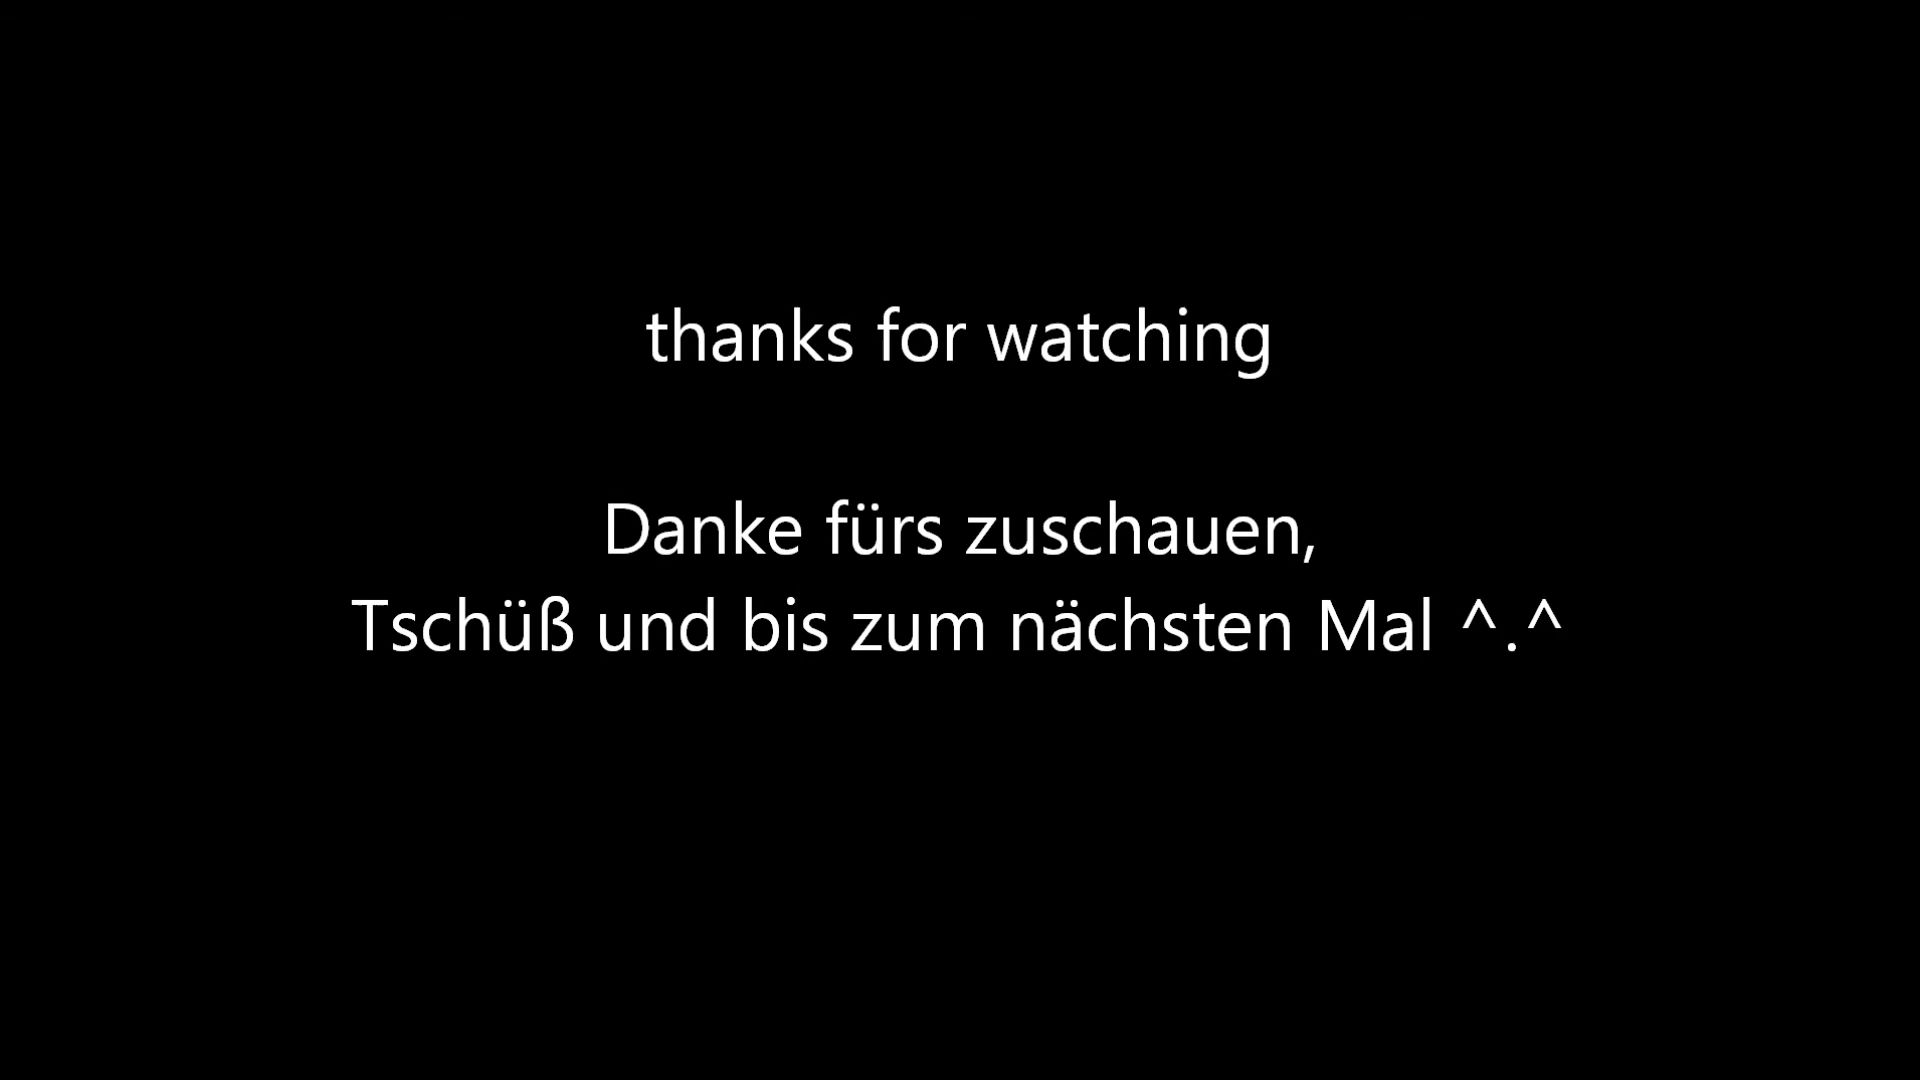 thanks for watching
Danke fürs zuschauen,
Tschüß und bis zum nächsten Mal ^.^